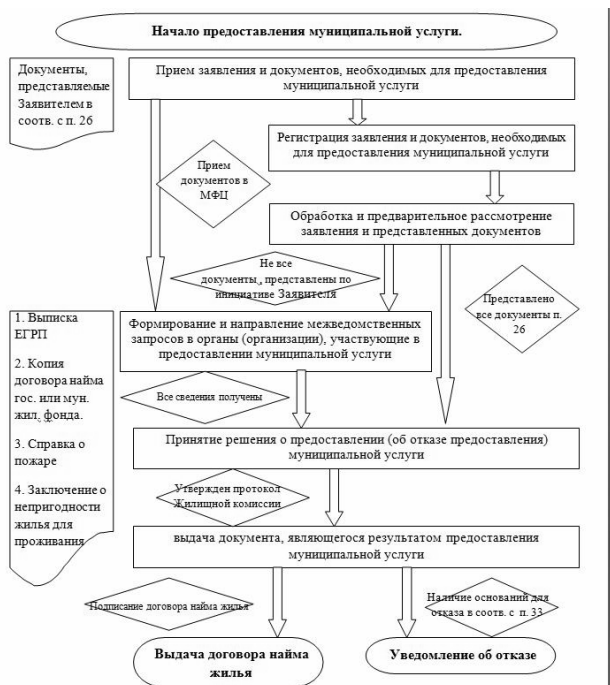 Начало предоставления муниципальной услуги.
Документы,
представляемые
Заявителем в
соотв. с п. 26
Прием заявления и документов, необходимых для предоставления
муниципальной услуги
Регистрация заявления и документов, необходимых
для предоставления муниципальной услуги
Прием
документов в
МФЦ
Обработка и предварительное рассмотрение
заявления и представленных документов
Не все
документы, представлены по
инициативе Заявителя
Представлено
все документы п.
26
1. Выписка
ЕГРП
2. Копия
договора найма
гос. или мун.
жил, фонда.
3. Справка о
пожаре
4. Заключение о
непригодности
жилья для
проживания
Формирование и направление межведомственных
запросов в органы (организации), участвующие в
предоставлении муниципальной услуги
Все сведения получены
Принятие решения о предоставлении (об отказе предоставления)
муниципальной услуги
Утвержден протокол
Жилищной комиссии
выдача документа, являющегося результатом предоставления
муниципальной услуги
Подписание договора найма жилья
Наличие оснований для
отказа в соотв. с п. 33
Выдача договора найма
жилья
Уведомление об отказе